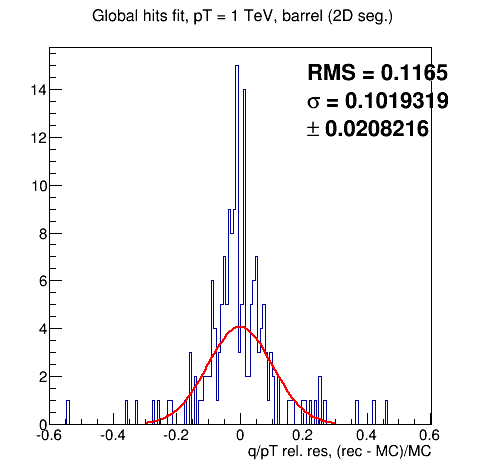 Global hits fit, pT = 1 TeV, barrel (2D seg.)
RMS = 0.1165
σ = 0.1019319
± 0.0208216
14
12
10
8
6
4
2
0
-0.6 -0.4 -0.2 0 0.2 0.4 0.6
q/pT rel. res, (rec - MC)/MC